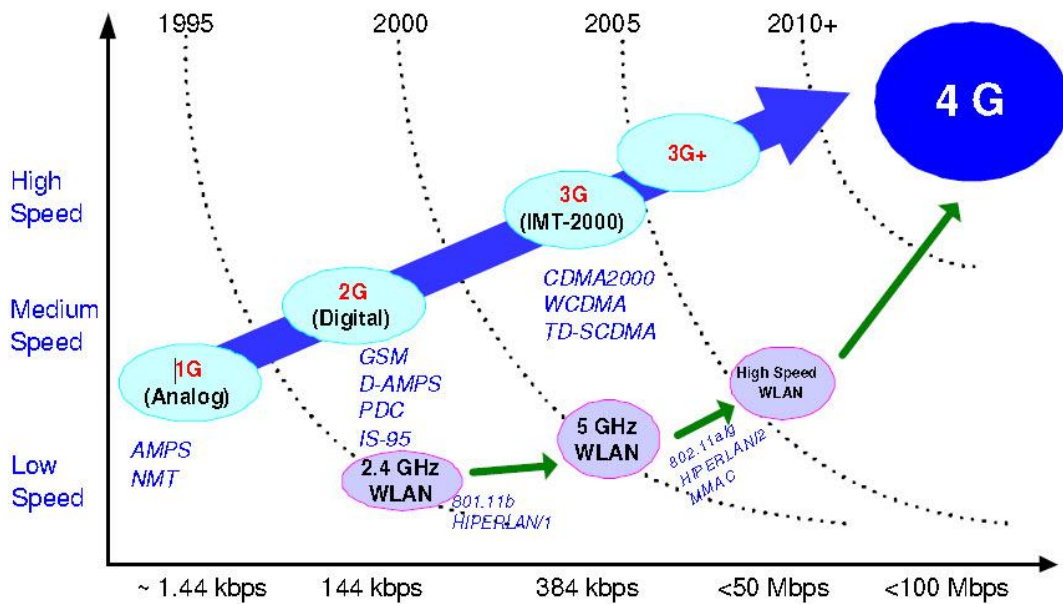 1995 2000 2005 2010+
4 G
3G+
High
Speed
3G
(IMT-2000)
CDMA2000
WCDMA
TD-SCDMA
Medium
Speed
2G
(Digital)
GSM
D-AMPS
PDC
IS-95
1G
(Analog)
AMPS
NMT
High Speed
WLAN
5 GHz
WLAN
802.11a/g
HIPERLAN/2
MMAC
Low
Speed
2.4 GHz
WLAN
801.11b
HIPERLAN/1
~ 1.44 kbps 144 kbps 384 kbps <50 Mbps <100 Mbps